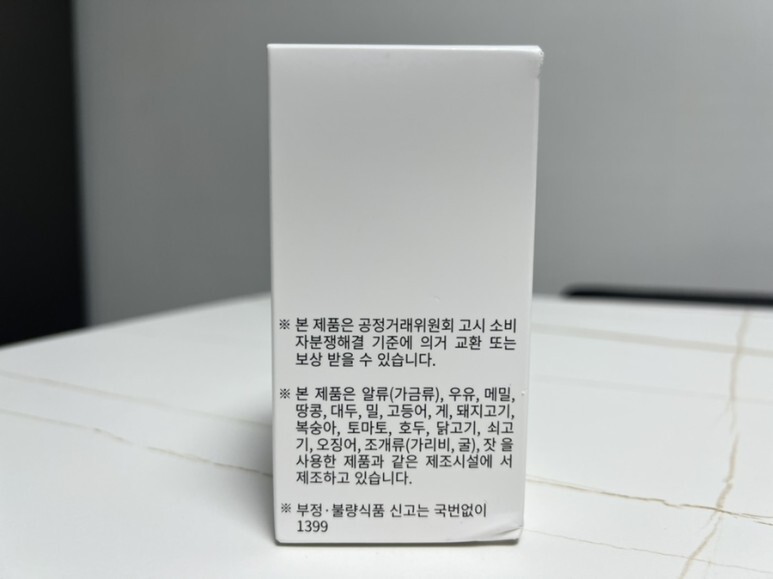 ※ 본 제품은 공정거래위원회 고시 소비
자분쟁해결 기준에 의거 교환 또는
보상 받을 수 있습니다.
※ 본 제품은 알류(가금류), 우유, 메밀,
땅콩, 대두, 밀, 고등어, 게, 돼지고기,
복숭아, 토마토, 호두, 닭고기, 쇠고
기, 오징어, 조개류(가리비, 굴), 잣 을
사용한 제품과 같은 제조시설에 서
제조하고 있습니다.
※ 부정·불량식품 신고는 국번없이
1399